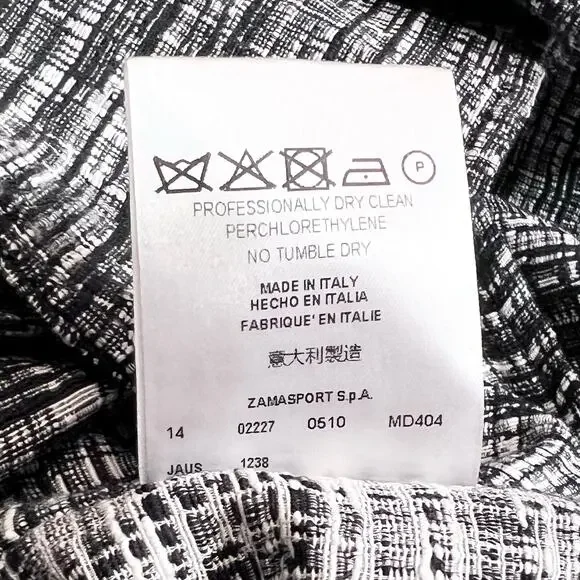 P
PROFESSIONALLY DRY CLEAN
PERCHLORETHYLENE
NO TUMBLE DRY
MADE IN ITALY
HECHO EN ITALIA
FABRIQUE' EN ITALIE
意大利製造
ZAMASPORT S.p.A.
14 02227 0510 MD404
JAUS 1238